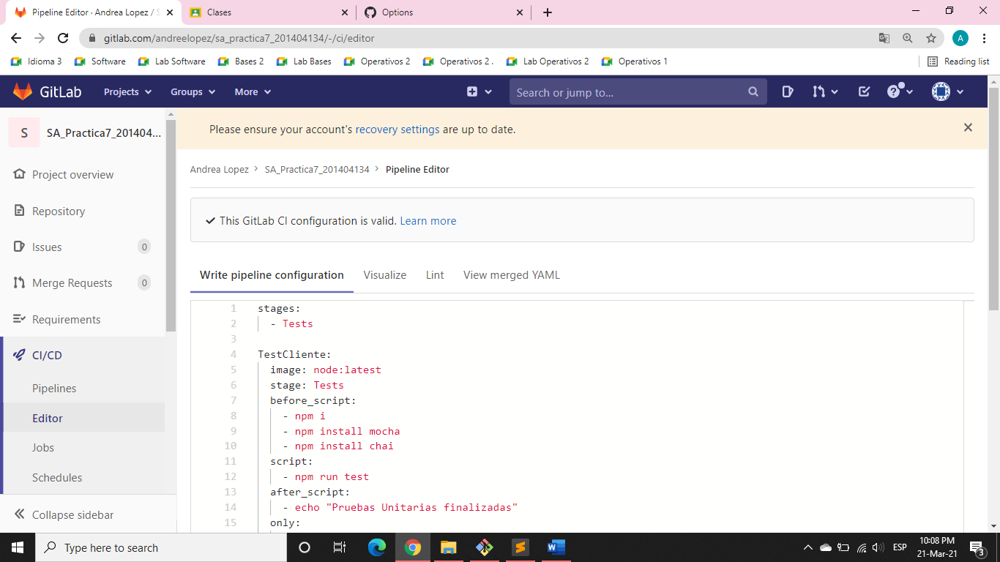 Pipeline Editor · Andrea Lopez / S
Clases
Options
gitlab.com/andreelopez/sa_practica7_201404134/-/ci/editor
A
Idioma 3 Software Lab Software Bases 2 Lab Bases Operativos 2 Operativos 2 . Lab Operativos 2 Operativos 1 Reading list
GitLab Projects Groups More Search or jump to...
S SA_Practica7_201404...
Please ensure your account's recovery settings are up to date.
Project overview
Repository
Issues 0
Merge Requests 0
Requirements
CI/CD
Pipelines
Editor
Jobs
Schedules
Collapse sidebar
Andrea Lopez > SA_Practica7_201404134 > Pipeline Editor
This GitLab CI configuration is valid. Learn more
Write pipeline configuration Visualize Lint View merged YAML
1 stages:
2 - Tests
3
4 TestCliente:
5 image: node:latest
6 stage: Tests
7 before_script:
8 - npm i
9 - npm install mocha
10 - npm install chai
11 script:
12 - npm run test
13 after_script:
14 - echo "Pruebas Unitarias finalizadas"
15 only:
Type here to search
ESP
10:08 PM
21-Mar-21
3